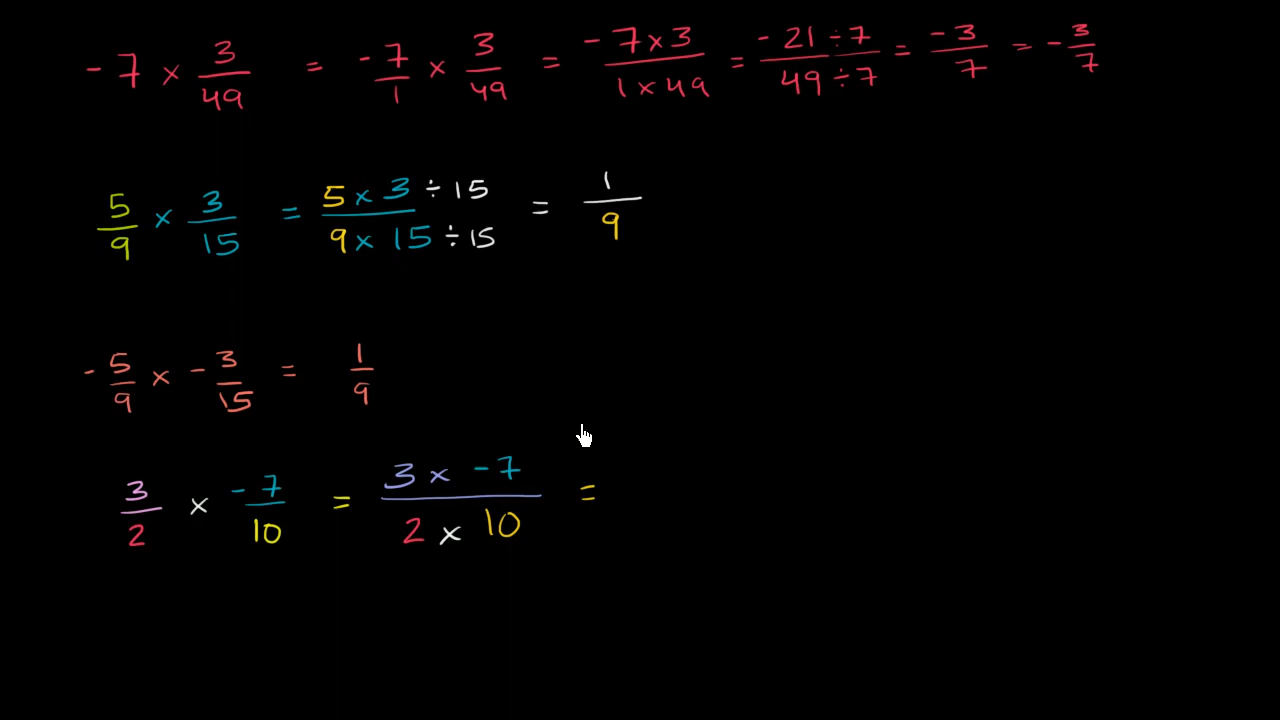 -7 × 3/49 = -7/1 × 3/49 = -7×3/1×49 = -21÷7/49÷7 = -3/7 = -3/7
5/9 × 3/15 = 5×3÷15/9×15÷15 = 1/9
-5/9 × -3/15 = 1/9
3/2 × -7/10 = 3×-7/2×10 =